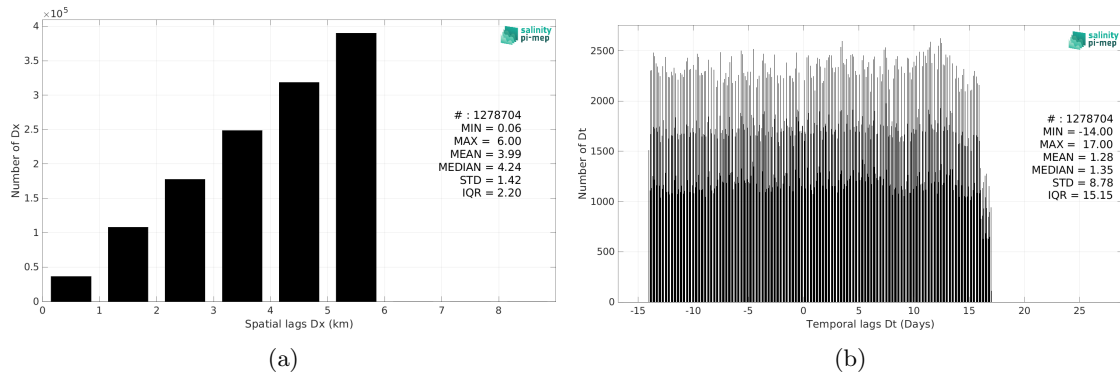 ×10⁵
4
3.5
3
2.5
2
1.5
1
0.5
0
0 1 2 3 4 5 6 7 8
Number of Dx
Spatial lags Dx (km)
salinity
pi-mep
# : 1278704
MIN = 0.06
MAX = 6.00
MEAN = 3.99
MEDIAN = 4.24
STD = 1.42
IQR = 2.20
(a)
2500
2000
1500
1000
500
0
-15 -10 -5 0 5 10 15 20 25
Number of Dt
Temporal lags Dt (Days)
salinity
pi-mep
# : 1278704
MIN = -14.00
MAX = 17.00
MEAN = 1.28
MEDIAN = 1.35
STD = 8.78
IQR = 15.15
(b)